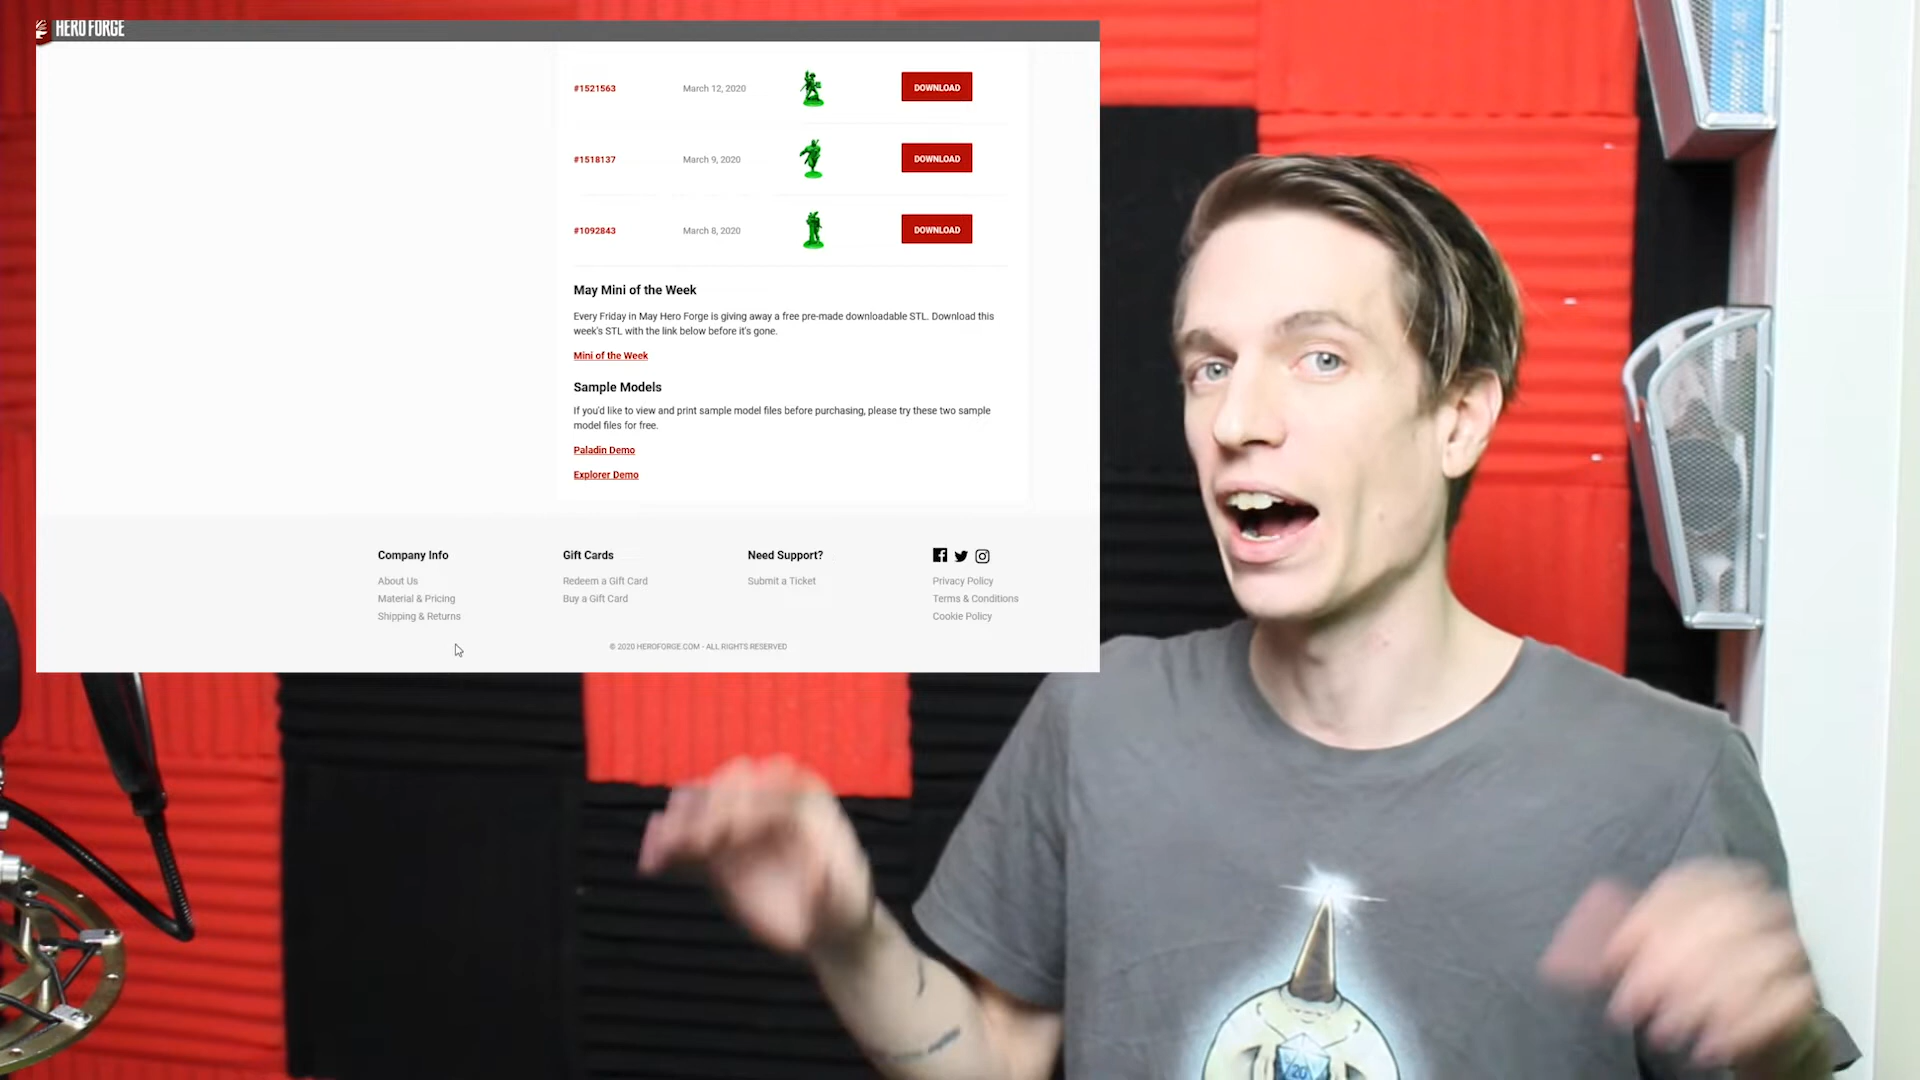 HERO FORGE
#1521563 March 12, 2020 DOWNLOAD
#1518137 March 9, 2020 DOWNLOAD
#1092843 March 8, 2020 DOWNLOAD
May Mini of the Week
Every Friday in May Hero Forge is giving away a free pre-made downloadable STL. Download this
week's STL with the link below before it's gone.
Mini of the Week
Sample Models
If you'd like to view and print sample model files before purchasing, please try these two sample
model files for free.
Paladin Demo
Explorer Demo
Company Info
About Us
Material & Pricing
Shipping & Returns
Gift Cards
Redeem a Gift Card
Buy a Gift Card
Need Support?
Submit a Ticket
Privacy Policy
Terms & Conditions
Cookie Policy
© 2020 HEROFORGE.COM - ALL RIGHTS RESERVED
20